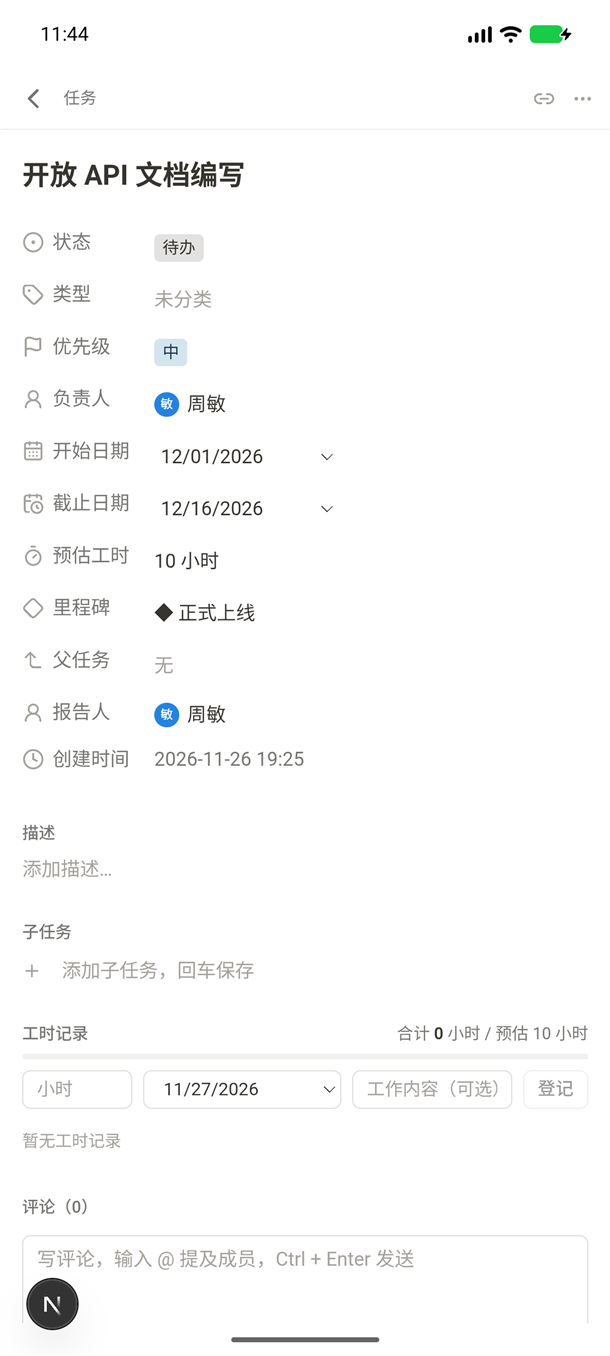 11:44
任务
开放 API 文档编写
状态 待办
类型 未分类
优先级 中
负责人 敏 周敏
开始日期 12/01/2026
截止日期 12/16/2026
预估工时 10 小时
里程碑 ◆ 正式上线
父任务 无
报告人 敏 周敏
创建时间 2026-11-26 19:25
描述
添加描述...
子任务
+ 添加子任务，回车保存
工时记录 合计 0 小时 / 预估 10 小时
小时 11/27/2026 工作内容（可选） 登记
暂无工时记录
评论（0）
写评论，输入 @ 提及成员，Ctrl + Enter 发送
N